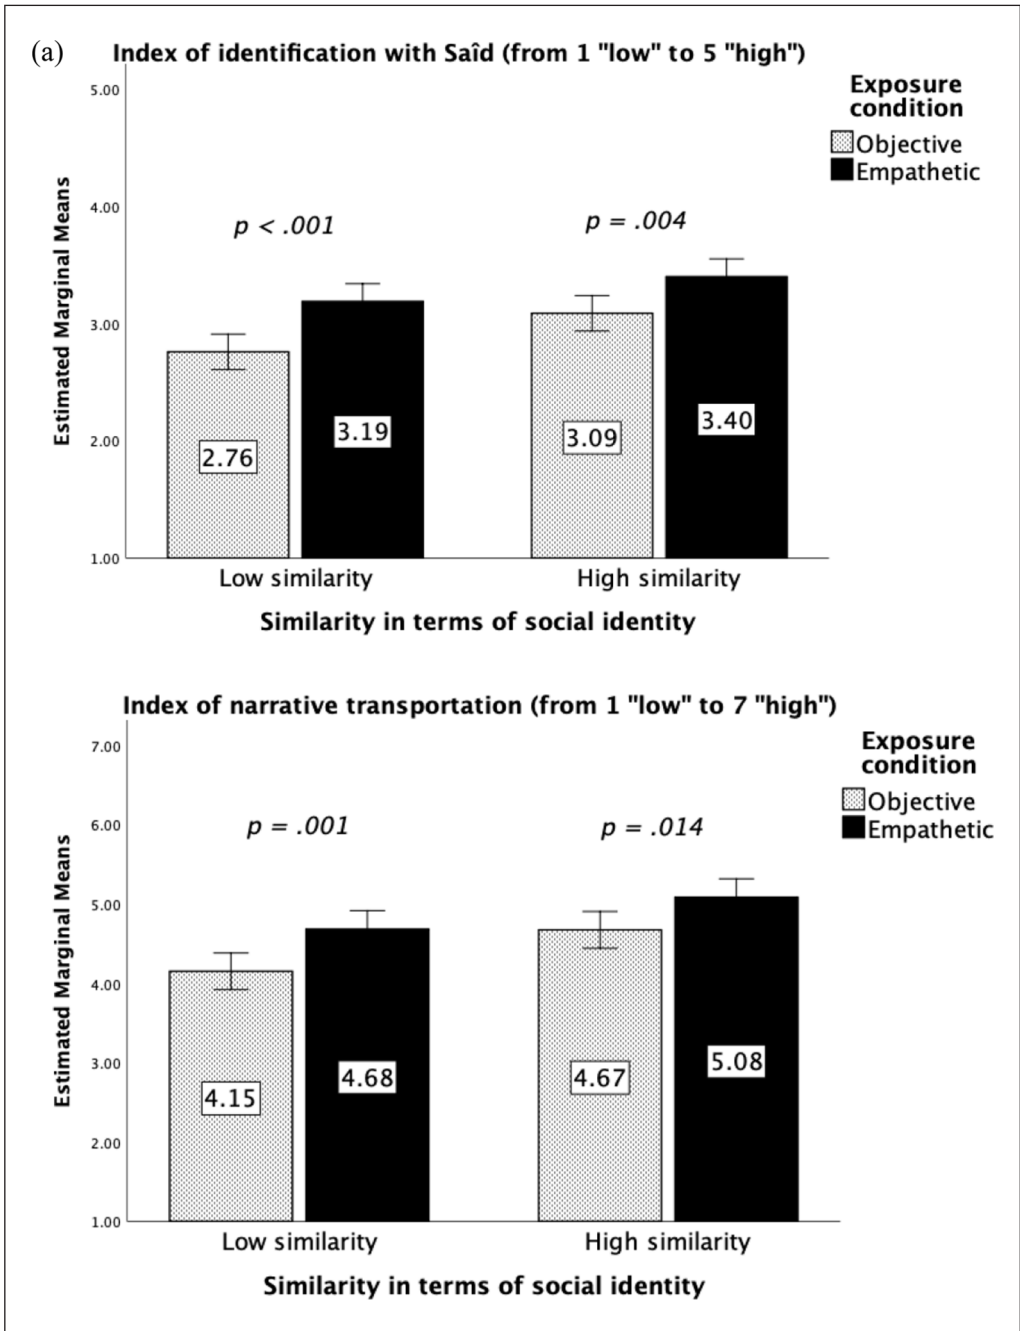 (a)
Index of identification with Saîd (from 1 "low" to 5 "high")
Exposure
condition
Objective
Empathetic
5.00
4.00
3.00
2.00
1.00
Estimated Marginal Means
p < .001
p = .004
2.76
3.19
3.09
3.40
Low similarity
High similarity
Similarity in terms of social identity
Index of narrative transportation (from 1 "low" to 7 "high")
Exposure
condition
Objective
Empathetic
7.00
6.00
5.00
4.00
3.00
2.00
1.00
Estimated Marginal Means
p = .001
p = .014
4.15
4.68
4.67
5.08
Low similarity
High similarity
Similarity in terms of social identity